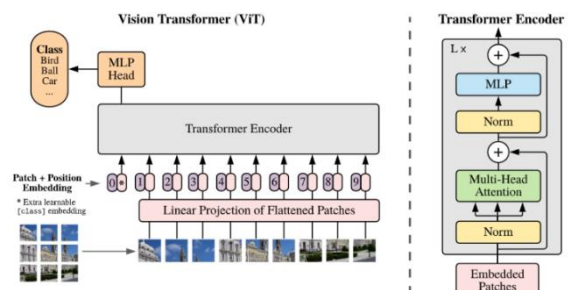 Vision Transformer (ViT)
Transformer Encoder
Class
Bird
Ball
Car
...
MLP
Head
Transformer Encoder
Patch + Position
Embedding
0 * 1 2 3 4 5 6 7 8 9
* Extra learnable
[class] embedding
Linear Projection of Flattened Patches
L x
+
MLP
Norm
+
Multi-Head
Attention
Norm
Embedded
Patches